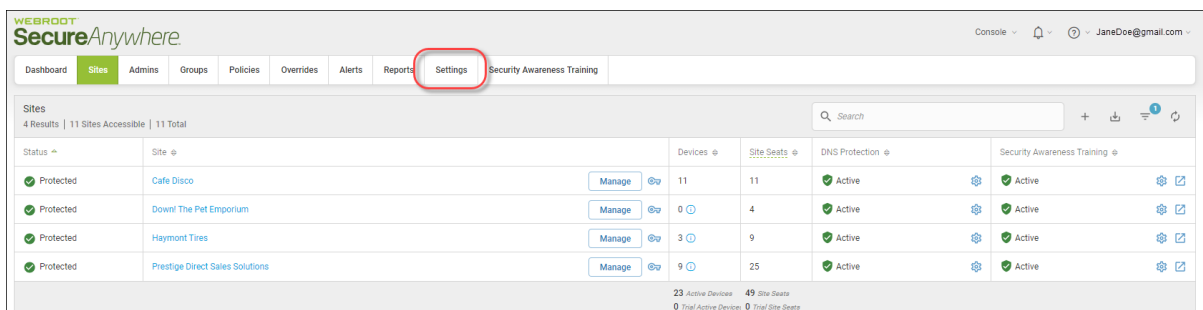 WEBROOT
SecureAnywhere.
Console JaneDoe@gmail.com
Dashboard Sites Admins Groups Policies Overrides Alerts Reports Settings Security Awareness Training
Sites
4 Results | 11 Sites Accessible | 11 Total
Search
1
Status Site Devices Site Seats DNS Protection Security Awareness Training
Protected Cafe Disco Manage 11 11 Active Active
Protected Down! The Pet Emporium Manage 0 4 Active Active
Protected Haymont Tires Manage 3 9 Active Active
Protected Prestige Direct Sales Solutions Manage 9 25 Active Active
23 Active Devices 49 Site Seats
0 Trial Active Devices 0 Trial Site Seats